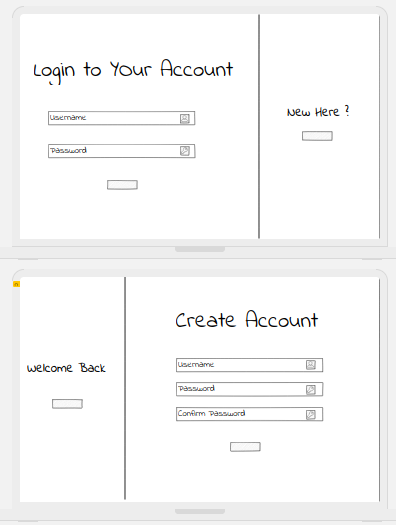 Login to YOur Account
Username
Password
New Here ?
Create Account
Username
Password
Confirm Password
Welcome Back